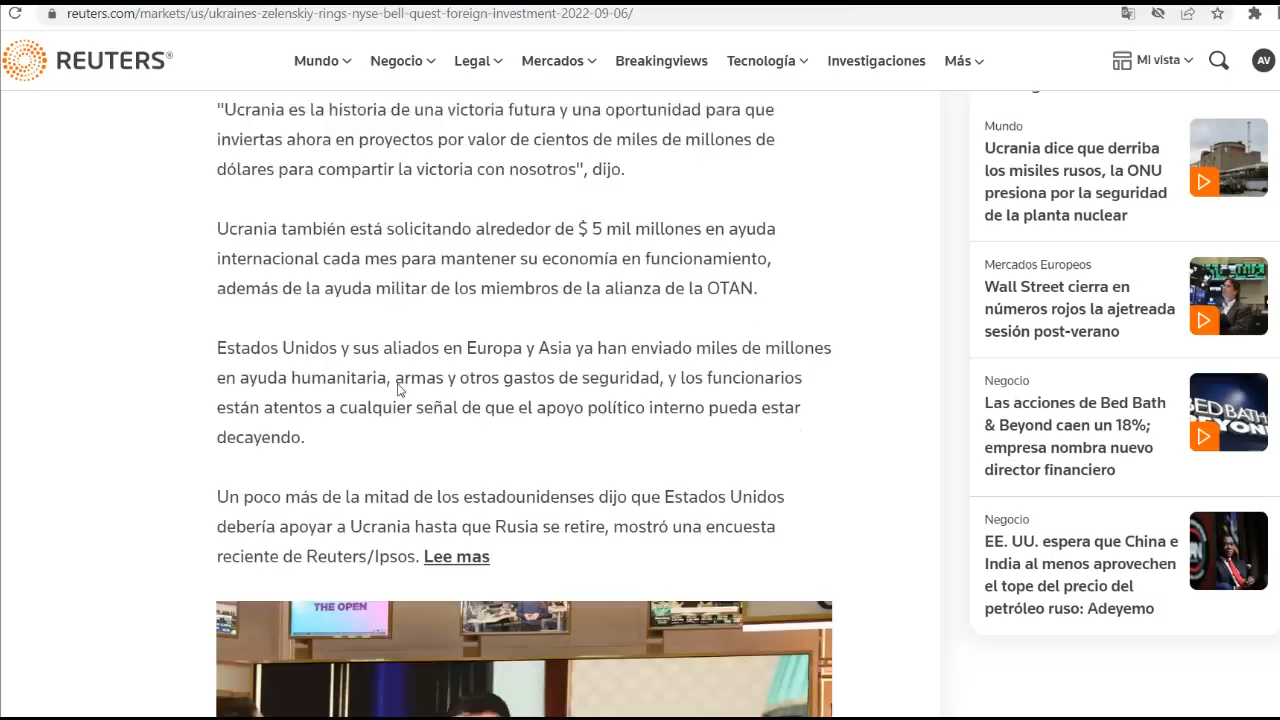 reuters.com/markets/us/ukraines-zelenskiy-rings-nyse-bell-quest-foreign-investment-2022-09-06/
REUTERS®
Mundo
Negocio
Legal
Mercados
Breakingviews
Tecnología
Investigaciones
Más
Mi vista
AV
"Ucrania es la historia de una victoria futura y una oportunidad para que
inviertas ahora en proyectos por valor de cientos de miles de millones de
dólares para compartir la victoria con nosotros", dijo.
Ucrania también está solicitando alrededor de $ 5 mil millones en ayuda
internacional cada mes para mantener su economía en funcionamiento,
además de la ayuda militar de los miembros de la alianza de la OTAN.
Estados Unidos y sus aliados en Europa y Asia ya han enviado miles de millones
en ayuda humanitaria, armas y otros gastos de seguridad, y los funcionarios
están atentos a cualquier señal de que el apoyo político interno pueda estar
decayendo.
Un poco más de la mitad de los estadounidenses dijo que Estados Unidos
debería apoyar a Ucrania hasta que Rusia se retire, mostró una encuesta
reciente de Reuters/Ipsos. Lee mas
THE OPEN
Mundo
Ucrania dice que derriba
los misiles rusos, la ONU
presiona por la seguridad
de la planta nuclear
Mercados Europeos
Wall Street cierra en
números rojos la ajetreada
sesión post-verano
Negocio
Las acciones de Bed Bath
& Beyond caen un 18%;
empresa nombra nuevo
director financiero
BED BATH
BEYOND
Negocio
EE. UU. espera que China e
India al menos aprovechen
el tope del precio del
petróleo ruso: Adeyemo